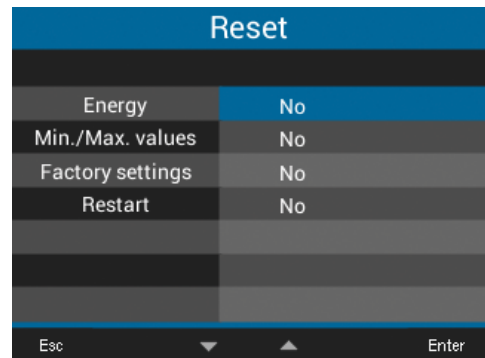 Reset
Energy No
Min./Max. values No
Factory settings No
Restart No
Esc Enter